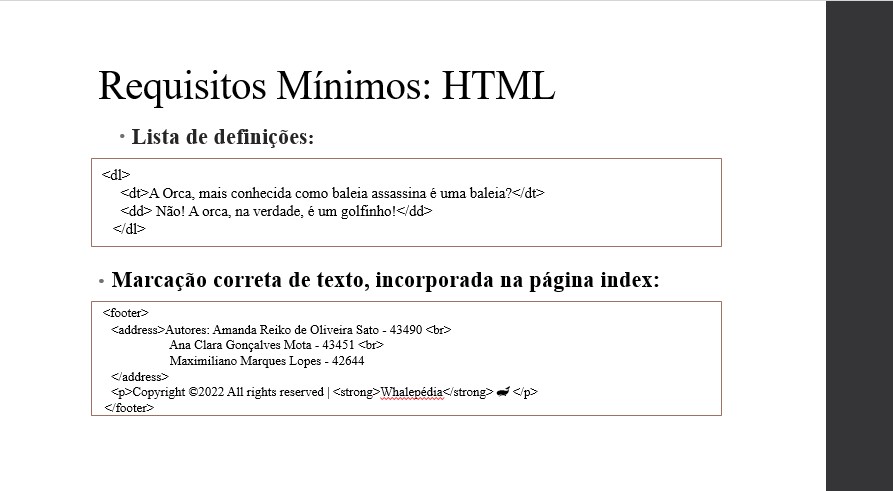 Requisitos Mínimos: HTML
• Lista de definições:
<dl>
<dt>A Orca, mais conhecida como baleia assassina é uma baleia?</dt>
<dd> Não! A orca, na verdade, é um golfinho!</dd>
</dl>
• Marcação correta de texto, incorporada na página index:
<footer>
<address>Autores: Amanda Reiko de Oliveira Sato - 43490 <br>
Ana Clara Gonçalves Mota - 43451 <br>
Maximiliano Marques Lopes - 42644
</address>
<p>Copyright ©2022 All rights reserved | <strong>Whalepédia</strong> </p>
</footer>